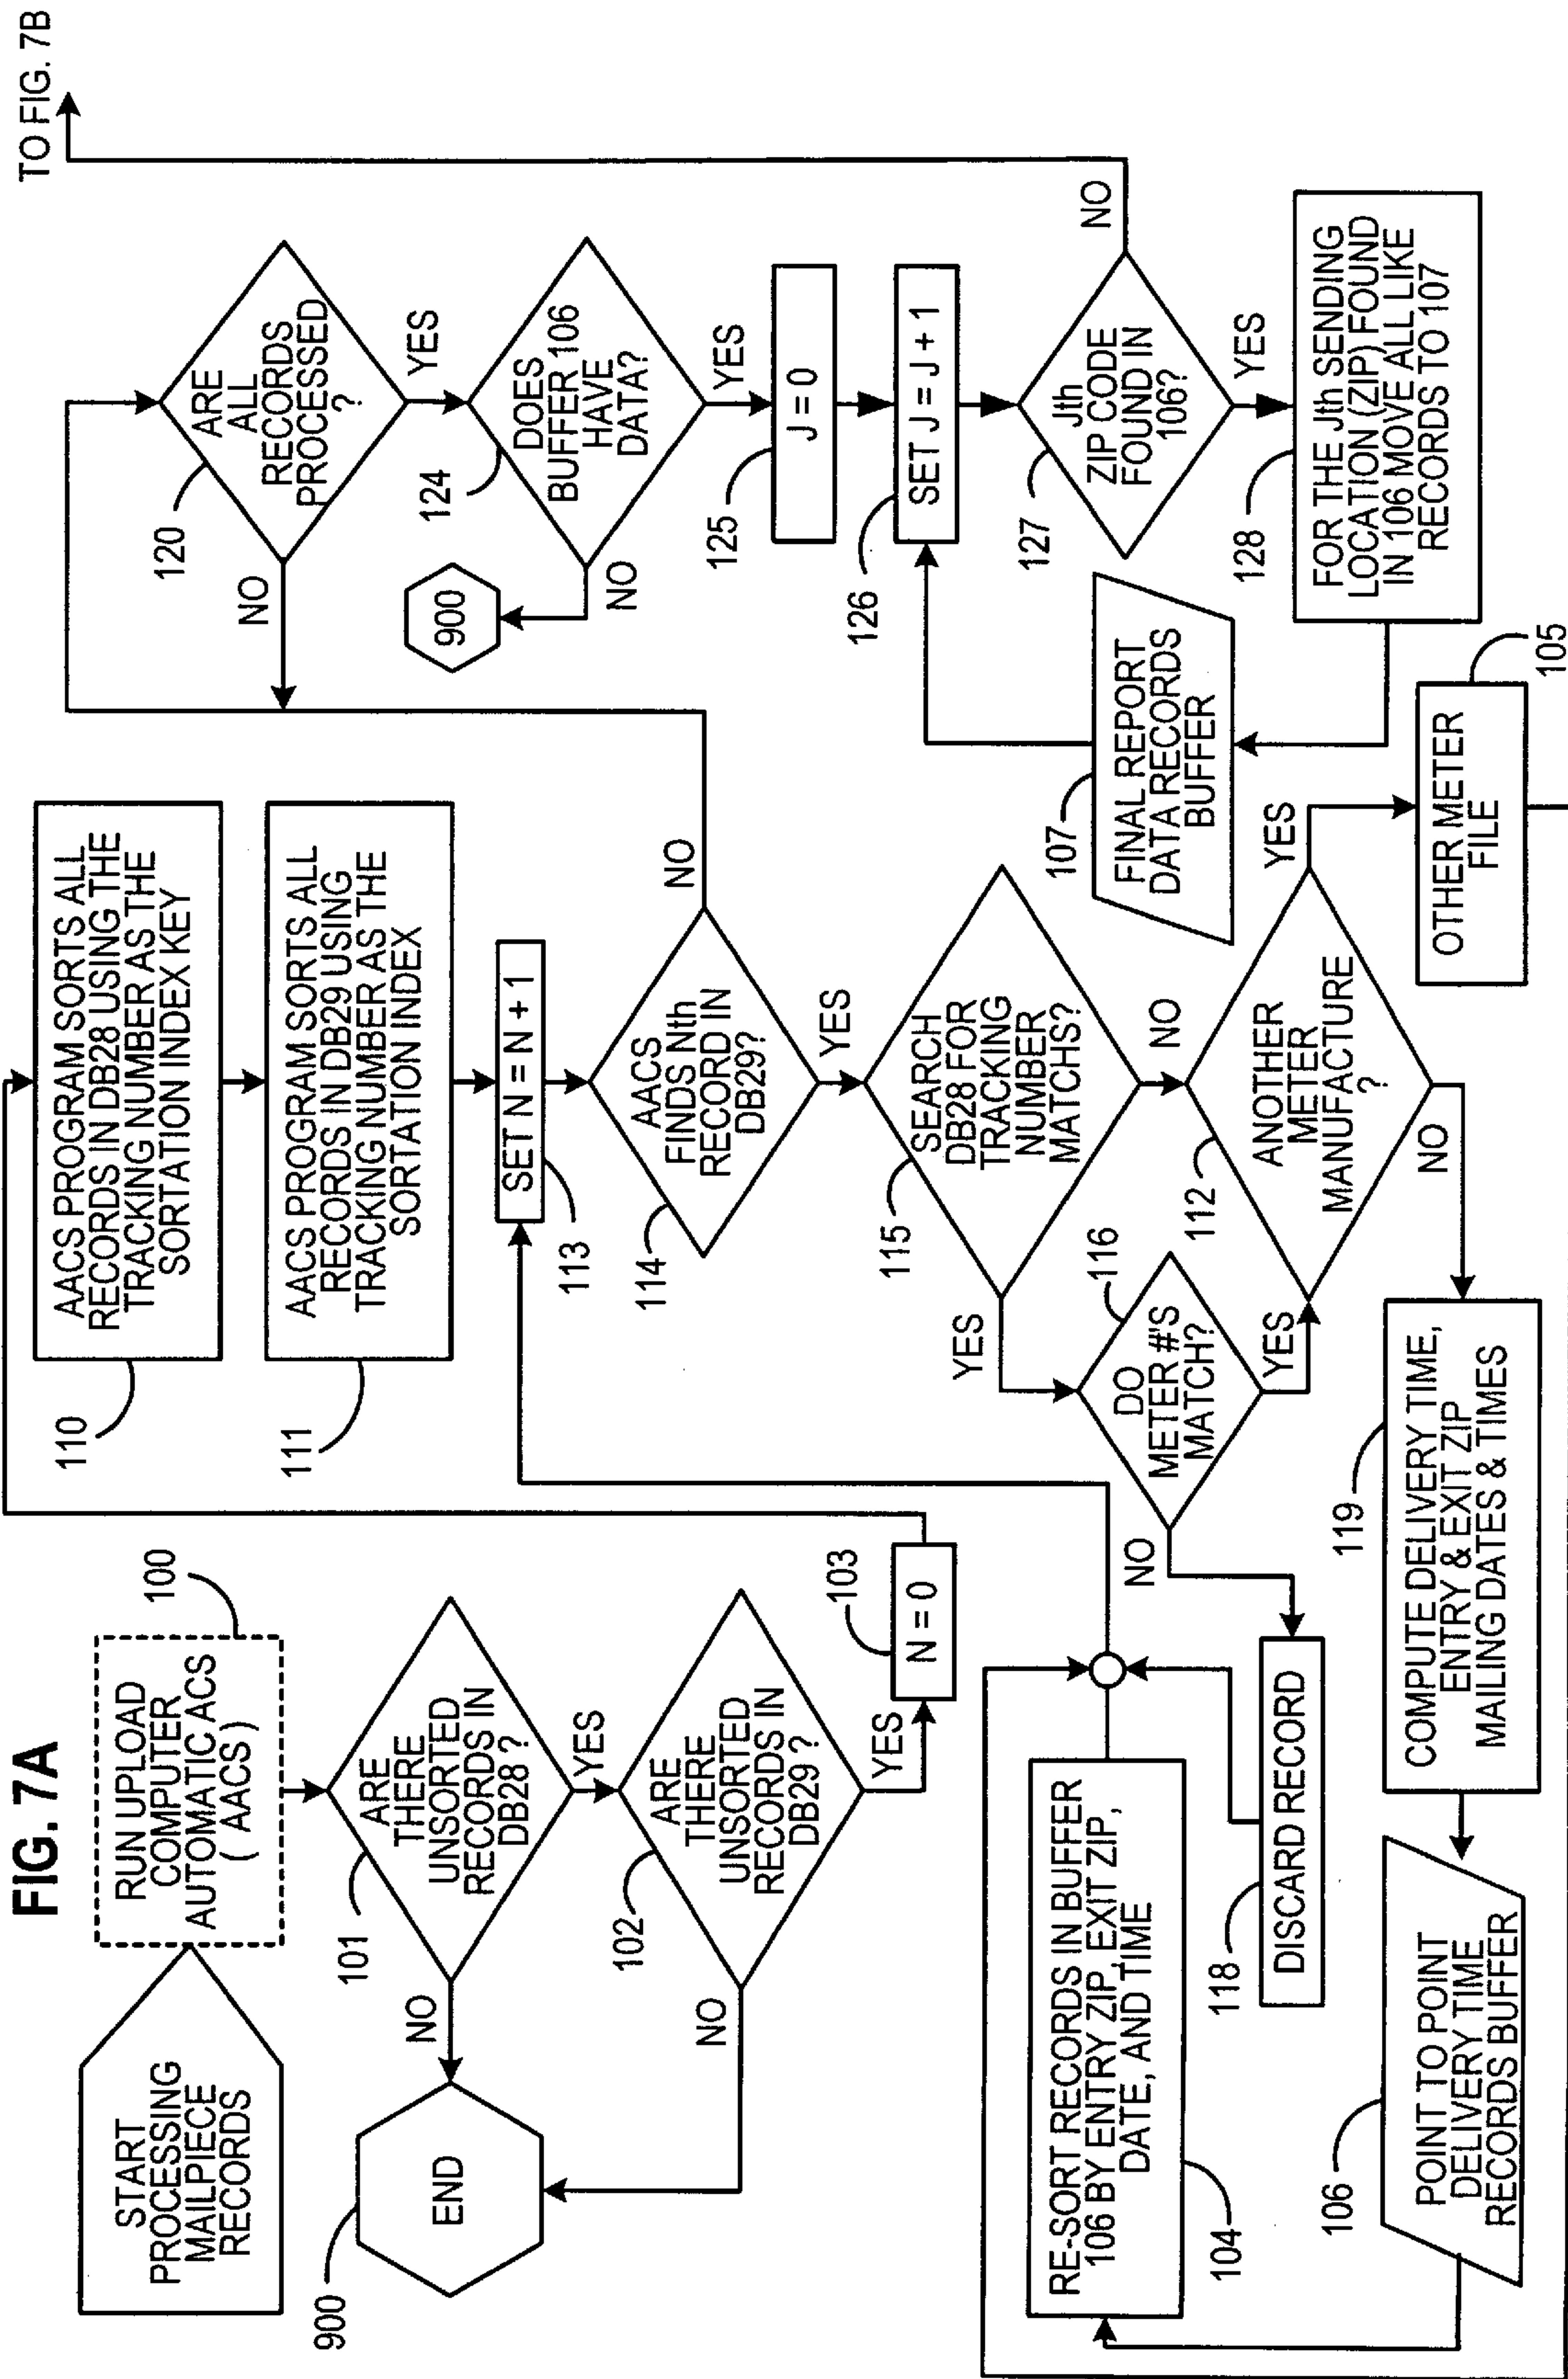 FIG. 7A
START
PROCESSING
MAILPIECE
RECORDS
RUN UPLOAD
COMPUTER
AUTOMATIC ACS
( AACS )
100
ARE
THERE
UNSORTED
RECORDS IN
DB28 ?
101
NO
YES
END
900
ARE
THERE
UNSORTED
RECORDS IN
DB29 ?
102
NO
YES
N = 0
103
RE-SORT RECORDS IN BUFFER
106 BY ENTRY ZIP, EXIT ZIP,
DATE, AND TIME
104
DISCARD RECORD
118
POINT TO POINT
DELIVERY TIME
RECORDS BUFFER
106
AACS PROGRAM SORTS ALL
RECORDS IN DB28 USING THE
TRACKING NUMBER AS THE
SORTATION INDEX KEY
110
AACS PROGRAM SORTS ALL
RECORDS IN DB29 USING
TRACKING NUMBER AS THE
SORTATION INDEX
111
SET N = N + 1
113
AACS
FINDS Nth
RECORD IN
DB29?
114
NO
YES
SEARCH
DB28 FOR
TRACKING
NUMBER
MATCHS?
115
YES
NO
DO
METER #'S
MATCH?
116
NO
YES
ANOTHER
METER
MANUFACTURE
?
112
YES
NO
COMPUTE DELIVERY TIME,
ENTRY & EXIT ZIP
MAILING DATES & TIMES
119
OTHER METER
FILE
105
TO FIG. 7B
ARE
ALL
RECORDS
PROCESSED
?
120
NO
YES
DOES
BUFFER 106
HAVE
DATA?
124
900
NO
YES
J = 0
125
SET J = J + 1
126
Jth
ZIP CODE
FOUND IN
106?
127
NO
YES
FOR THE Jth SENDING
LOCATION (ZIP) FOUND
IN 106 MOVE ALL LIKE
RECORDS TO 107
128
FINAL REPORT
DATA RECORDS
BUFFER
107